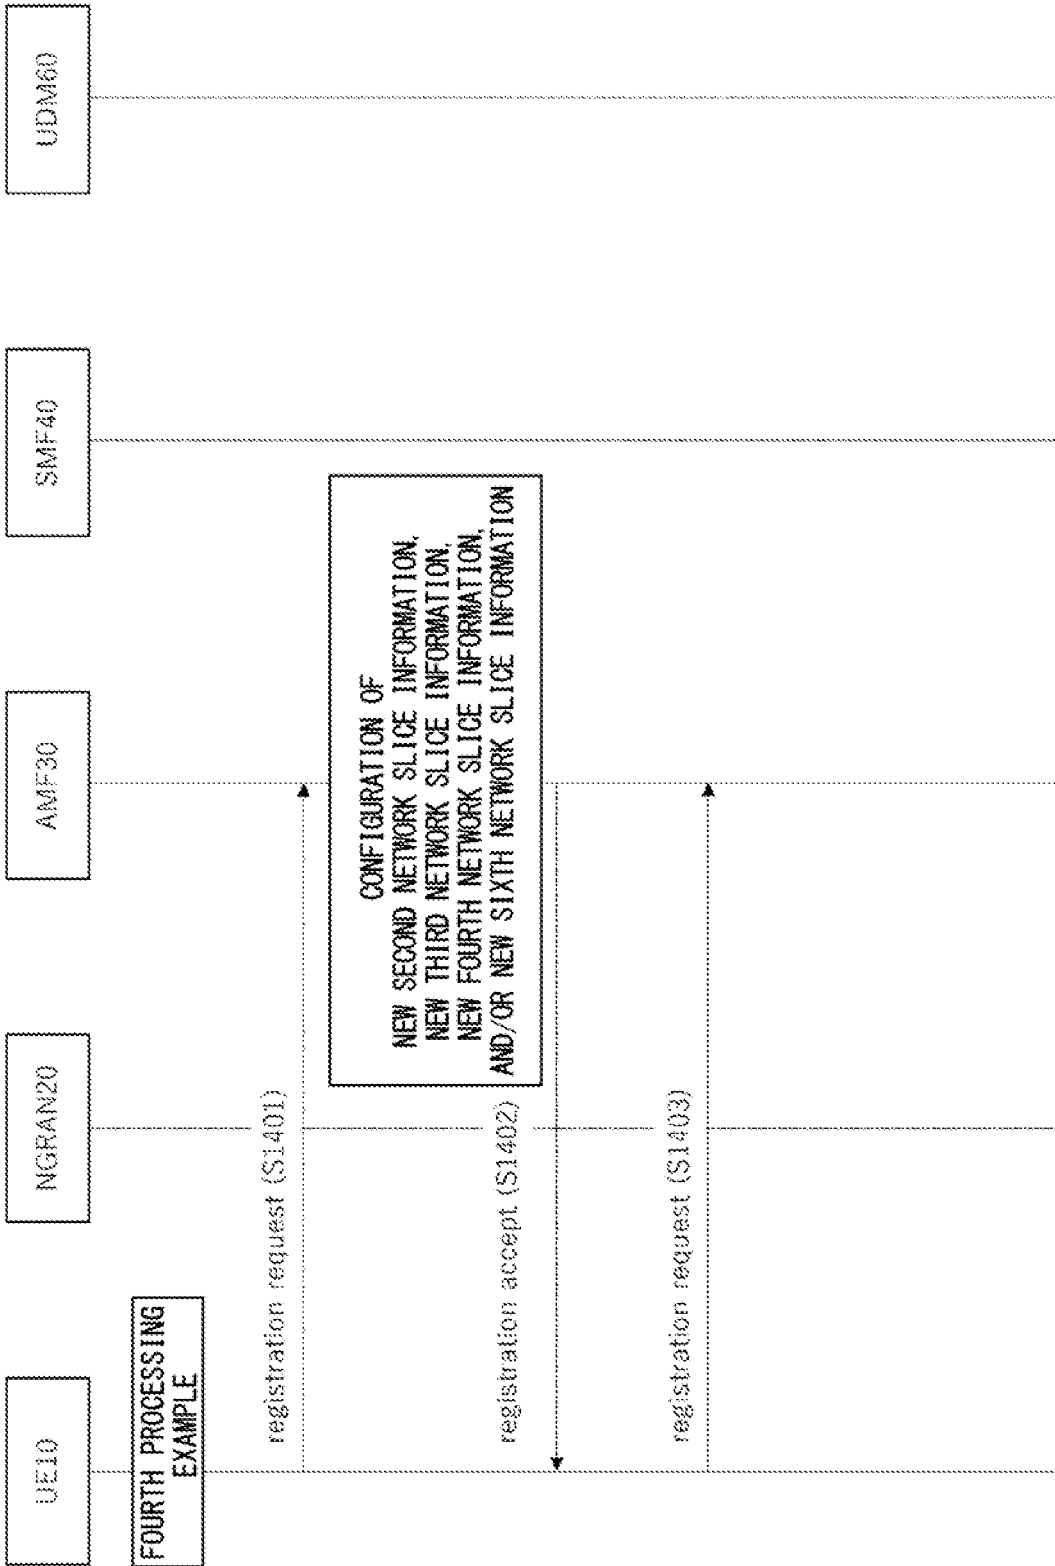 UE10
NGRAN20
AMF30
SMF40
UDM60
FOURTH PROCESSING
EXAMPLE
registration request (S1401)
CONFIGURATION OF
NEW SECOND NETWORK SLICE INFORMATION,
NEW THIRD NETWORK SLICE INFORMATION,
NEW FOURTH NETWORK SLICE INFORMATION,
AND/OR NEW SIXTH NETWORK SLICE INFORMATION
registration accept (S1402)
registration request (S1403)